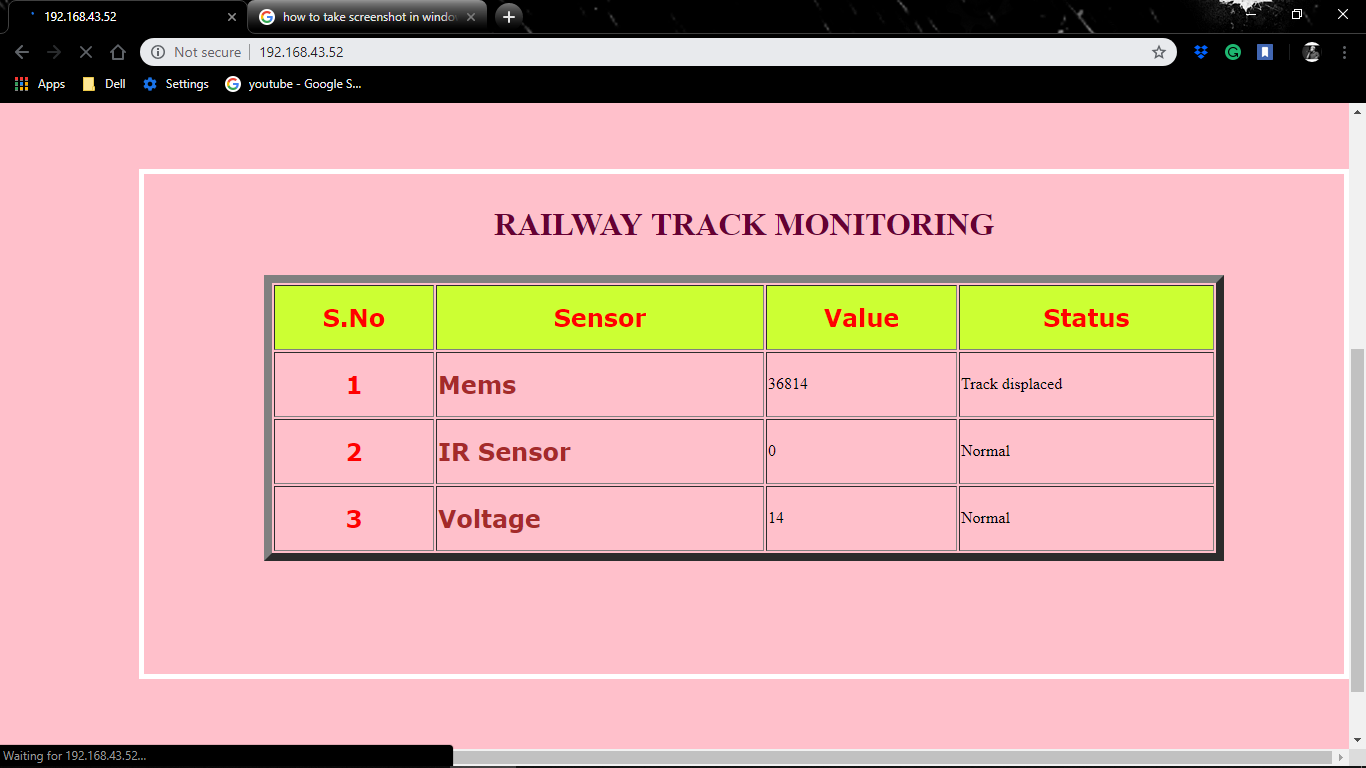 192.168.43.52
how to take screenshot in windo
Not secure 192.168.43.52
Apps Dell Settings youtube - Google S...
RAILWAY TRACK MONITORING
S.No Sensor Value Status
1 Mems 36814 Track displaced
2 IR Sensor 0 Normal
3 Voltage 14 Normal
Waiting for 192.168.43.52...